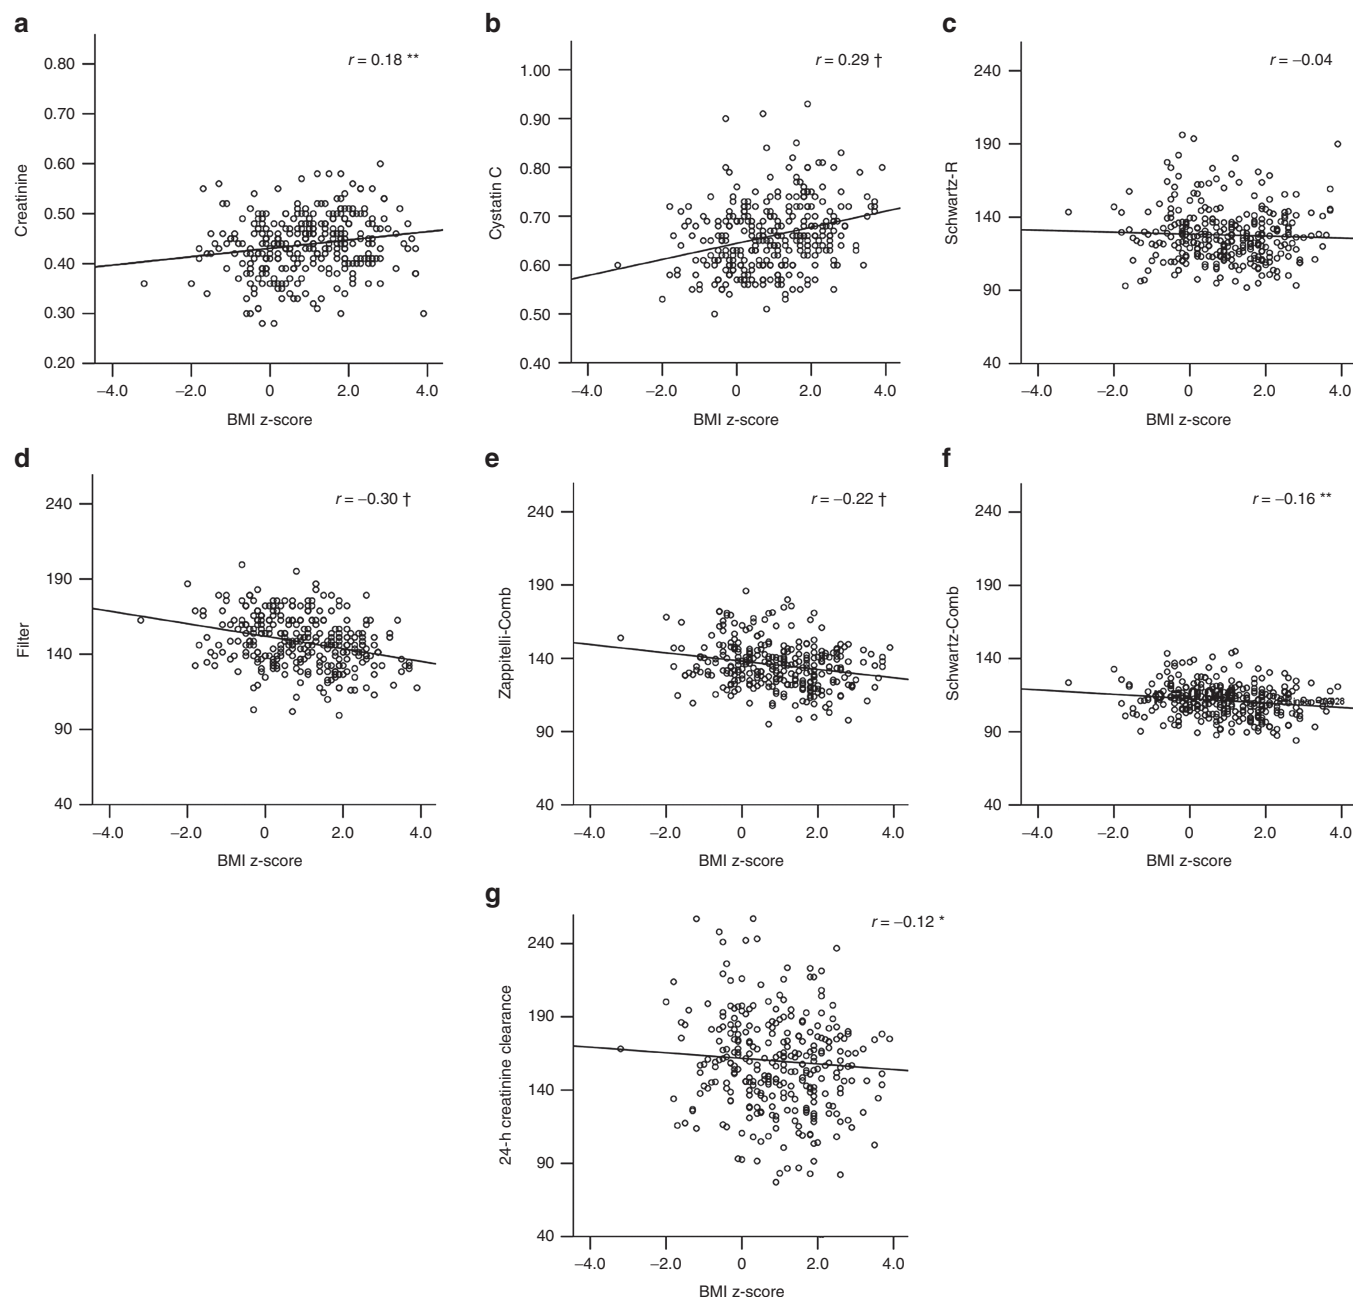 a
r = 0.18 **
Creatinine
0.80
0.70
0.60
0.50
0.40
0.30
0.20
−4.0 −2.0 0 2.0 4.0
BMI z-score
b
r = 0.29 †
Cystatin C
1.00
0.90
0.80
0.70
0.60
0.50
0.40
−4.0 −2.0 0 2.0 4.0
BMI z-score
c
r = −0.04
Schwartz-R
240
190
140
90
40
−4.0 −2.0 0 2.0 4.0
BMI z-score
d
r = −0.30 †
Filter
240
190
140
90
40
−4.0 −2.0 0 2.0 4.0
BMI z-score
e
r = −0.22 †
Zappitelli-Comb
240
190
140
90
40
−4.0 −2.0 0 2.0 4.0
BMI z-score
f
r = −0.16 **
Schwartz-Comb
240
190
140
90
40
−4.0 −2.0 0 2.0 4.0
BMI z-score
g
r = −0.12 *
24-h creatinine clearance
240
190
140
90
40
−4.0 −2.0 0 2.0 4.0
BMI z-score